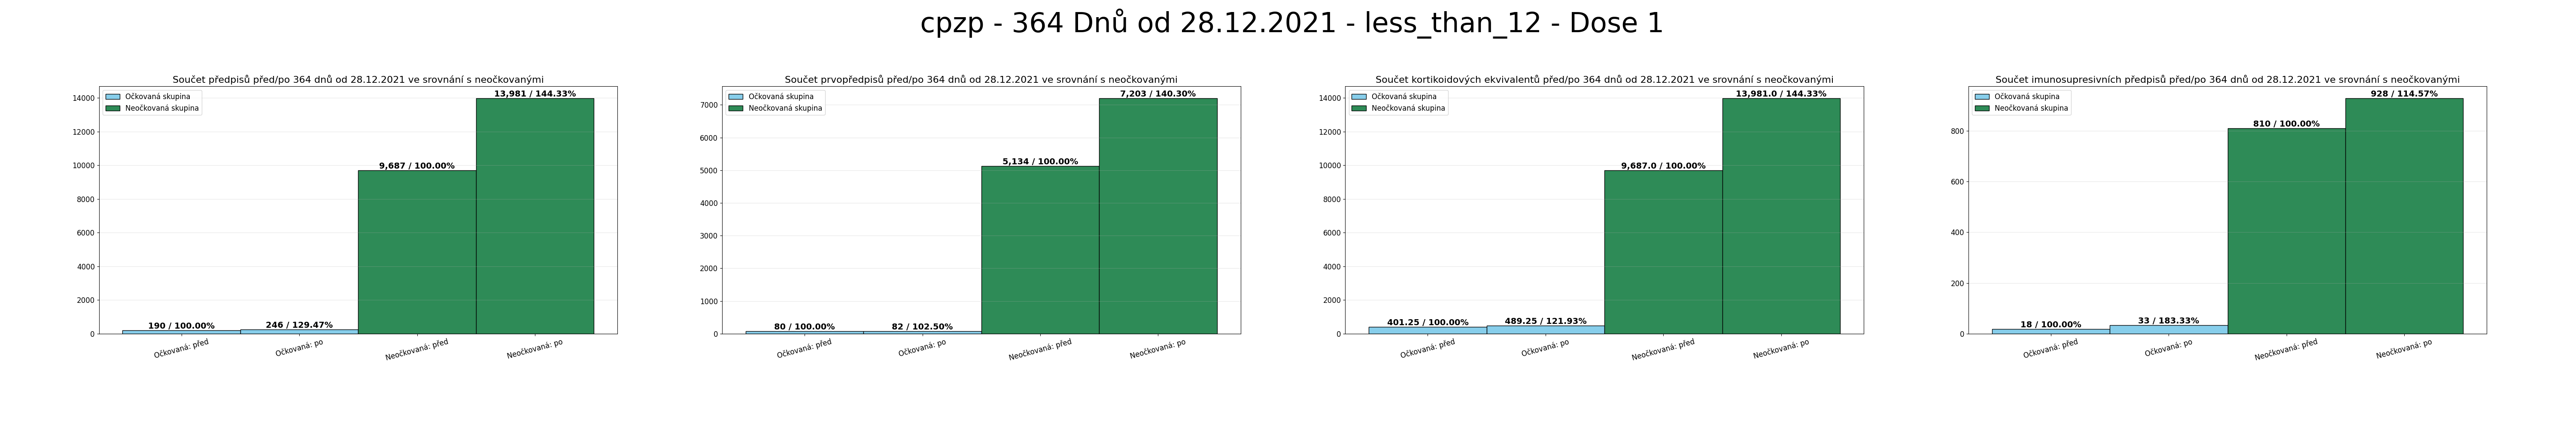 cpzp - 364 Dnů od 28.12.2021 - less_than_12 - Dose 1
Součet předpisů před/po 364 dnů od 28.12.2021 ve srovnání s neočkovanými
Očkovaná skupina
Neočkovaná skupina
14000
12000
10000
8000
6000
4000
2000
0
190 / 100.00%
246 / 129.47%
9,687 / 100.00%
13,981 / 144.33%
Očkovaná: před
Očkovaná: po
Neočkovaná: před
Neočkovaná: po
Součet prvopředpisů před/po 364 dnů od 28.12.2021 ve srovnání s neočkovanými
Očkovaná skupina
Neočkovaná skupina
7000
6000
5000
4000
3000
2000
1000
0
80 / 100.00%
82 / 102.50%
5,134 / 100.00%
7,203 / 140.30%
Očkovaná: před
Očkovaná: po
Neočkovaná: před
Neočkovaná: po
Součet kortikoidových ekvivalentů před/po 364 dnů od 28.12.2021 ve srovnání s neočkovanými
Očkovaná skupina
Neočkovaná skupina
14000
12000
10000
8000
6000
4000
2000
0
401.25 / 100.00%
489.25 / 121.93%
9,687.0 / 100.00%
13,981.0 / 144.33%
Očkovaná: před
Očkovaná: po
Neočkovaná: před
Neočkovaná: po
Součet imunosupresivních předpisů před/po 364 dnů od 28.12.2021 ve srovnání s neočkovanými
Očkovaná skupina
Neočkovaná skupina
800
600
400
200
0
18 / 100.00%
33 / 183.33%
810 / 100.00%
928 / 114.57%
Očkovaná: před
Očkovaná: po
Neočkovaná: před
Neočkovaná: po